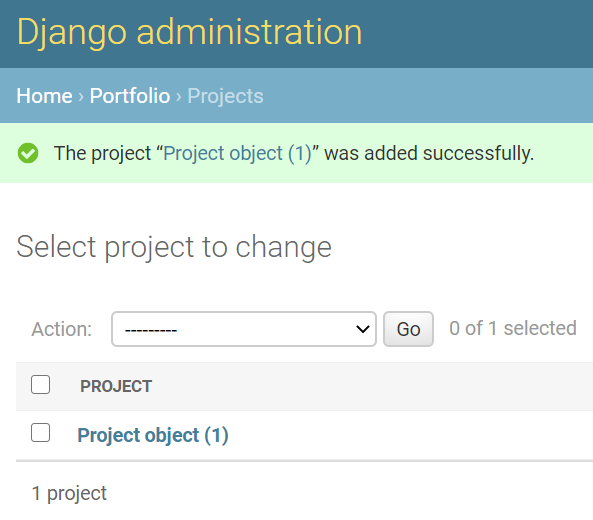 Django administration
Home › Portfolio › Projects
The project “Project object (1)” was added successfully.
Select project to change
Action: --------- Go 0 of 1 selected
PROJECT
Project object (1)
1 project